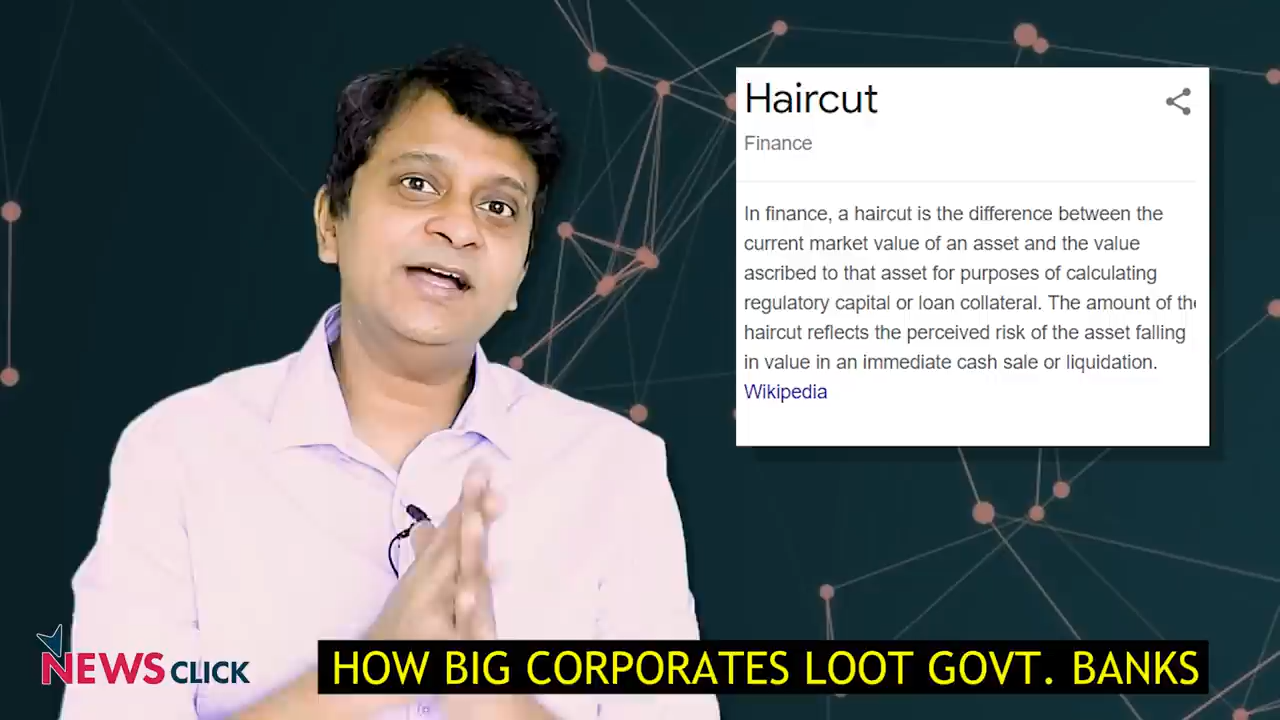 Haircut
Finance
In finance, a haircut is the difference between the
current market value of an asset and the value
ascribed to that asset for purposes of calculating
regulatory capital or loan collateral. The amount of the
haircut reflects the perceived risk of the asset falling
in value in an immediate cash sale or liquidation.
Wikipedia
NEWS CLICK
HOW BIG CORPORATES LOOT GOVT. BANKS